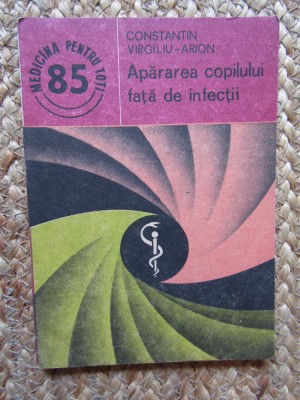 MEDICINA PENTRU TOȚI
85
CONSTANTIN
VIRGILIU-ARION
Apărarea copilului
față de infecții